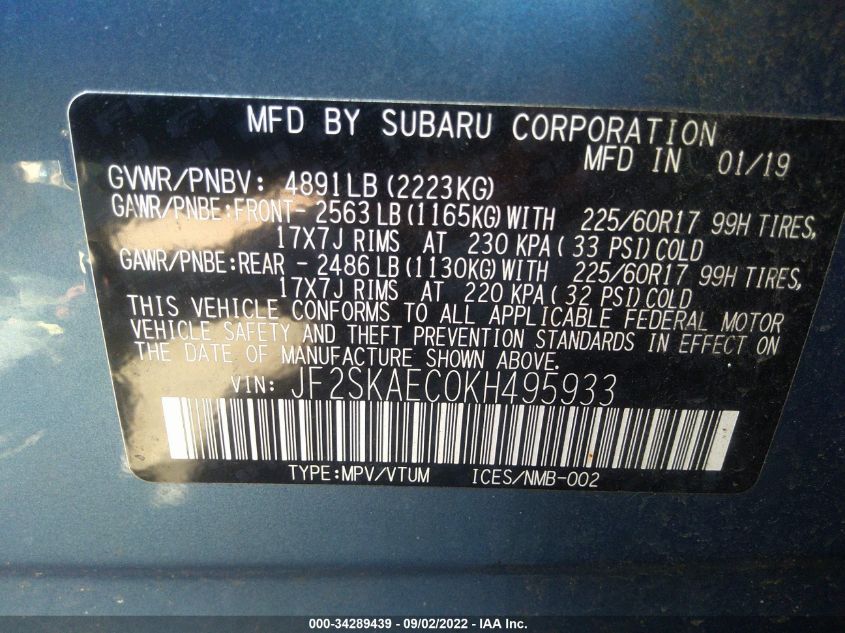 MFD BY SUBARU CORPORATION
MFD IN 01/19
GVWR/PNBV: 4891LB (2223KG)
GAWR/PNBE:FRONT- 2563 LB (1165KG) WITH 225/60R17 99H TIRES,
17X7J RIMS AT 230 KPA ( 33 PSI) COLD
GAWR/PNBE:REAR - 2486 LB (1130KG) WITH 225/60R17 99H TIRES,
17X7J RIMS AT 220 KPA ( 32 PSI) COLD
THIS VEHICLE CONFORMS TO ALL APPLICABLE FEDERAL MOTOR
VEHICLE SAFETY AND THEFT PREVENTION STANDARDS IN EFFECT ON
THE DATE OF MANUFACTURE SHOWN ABOVE.
VIN: JF2SKAEC0KH495933
TYPE:MPV/VTUM ICES/NMB-002
000-34289439 - 09/02/2022 - IAA Inc.